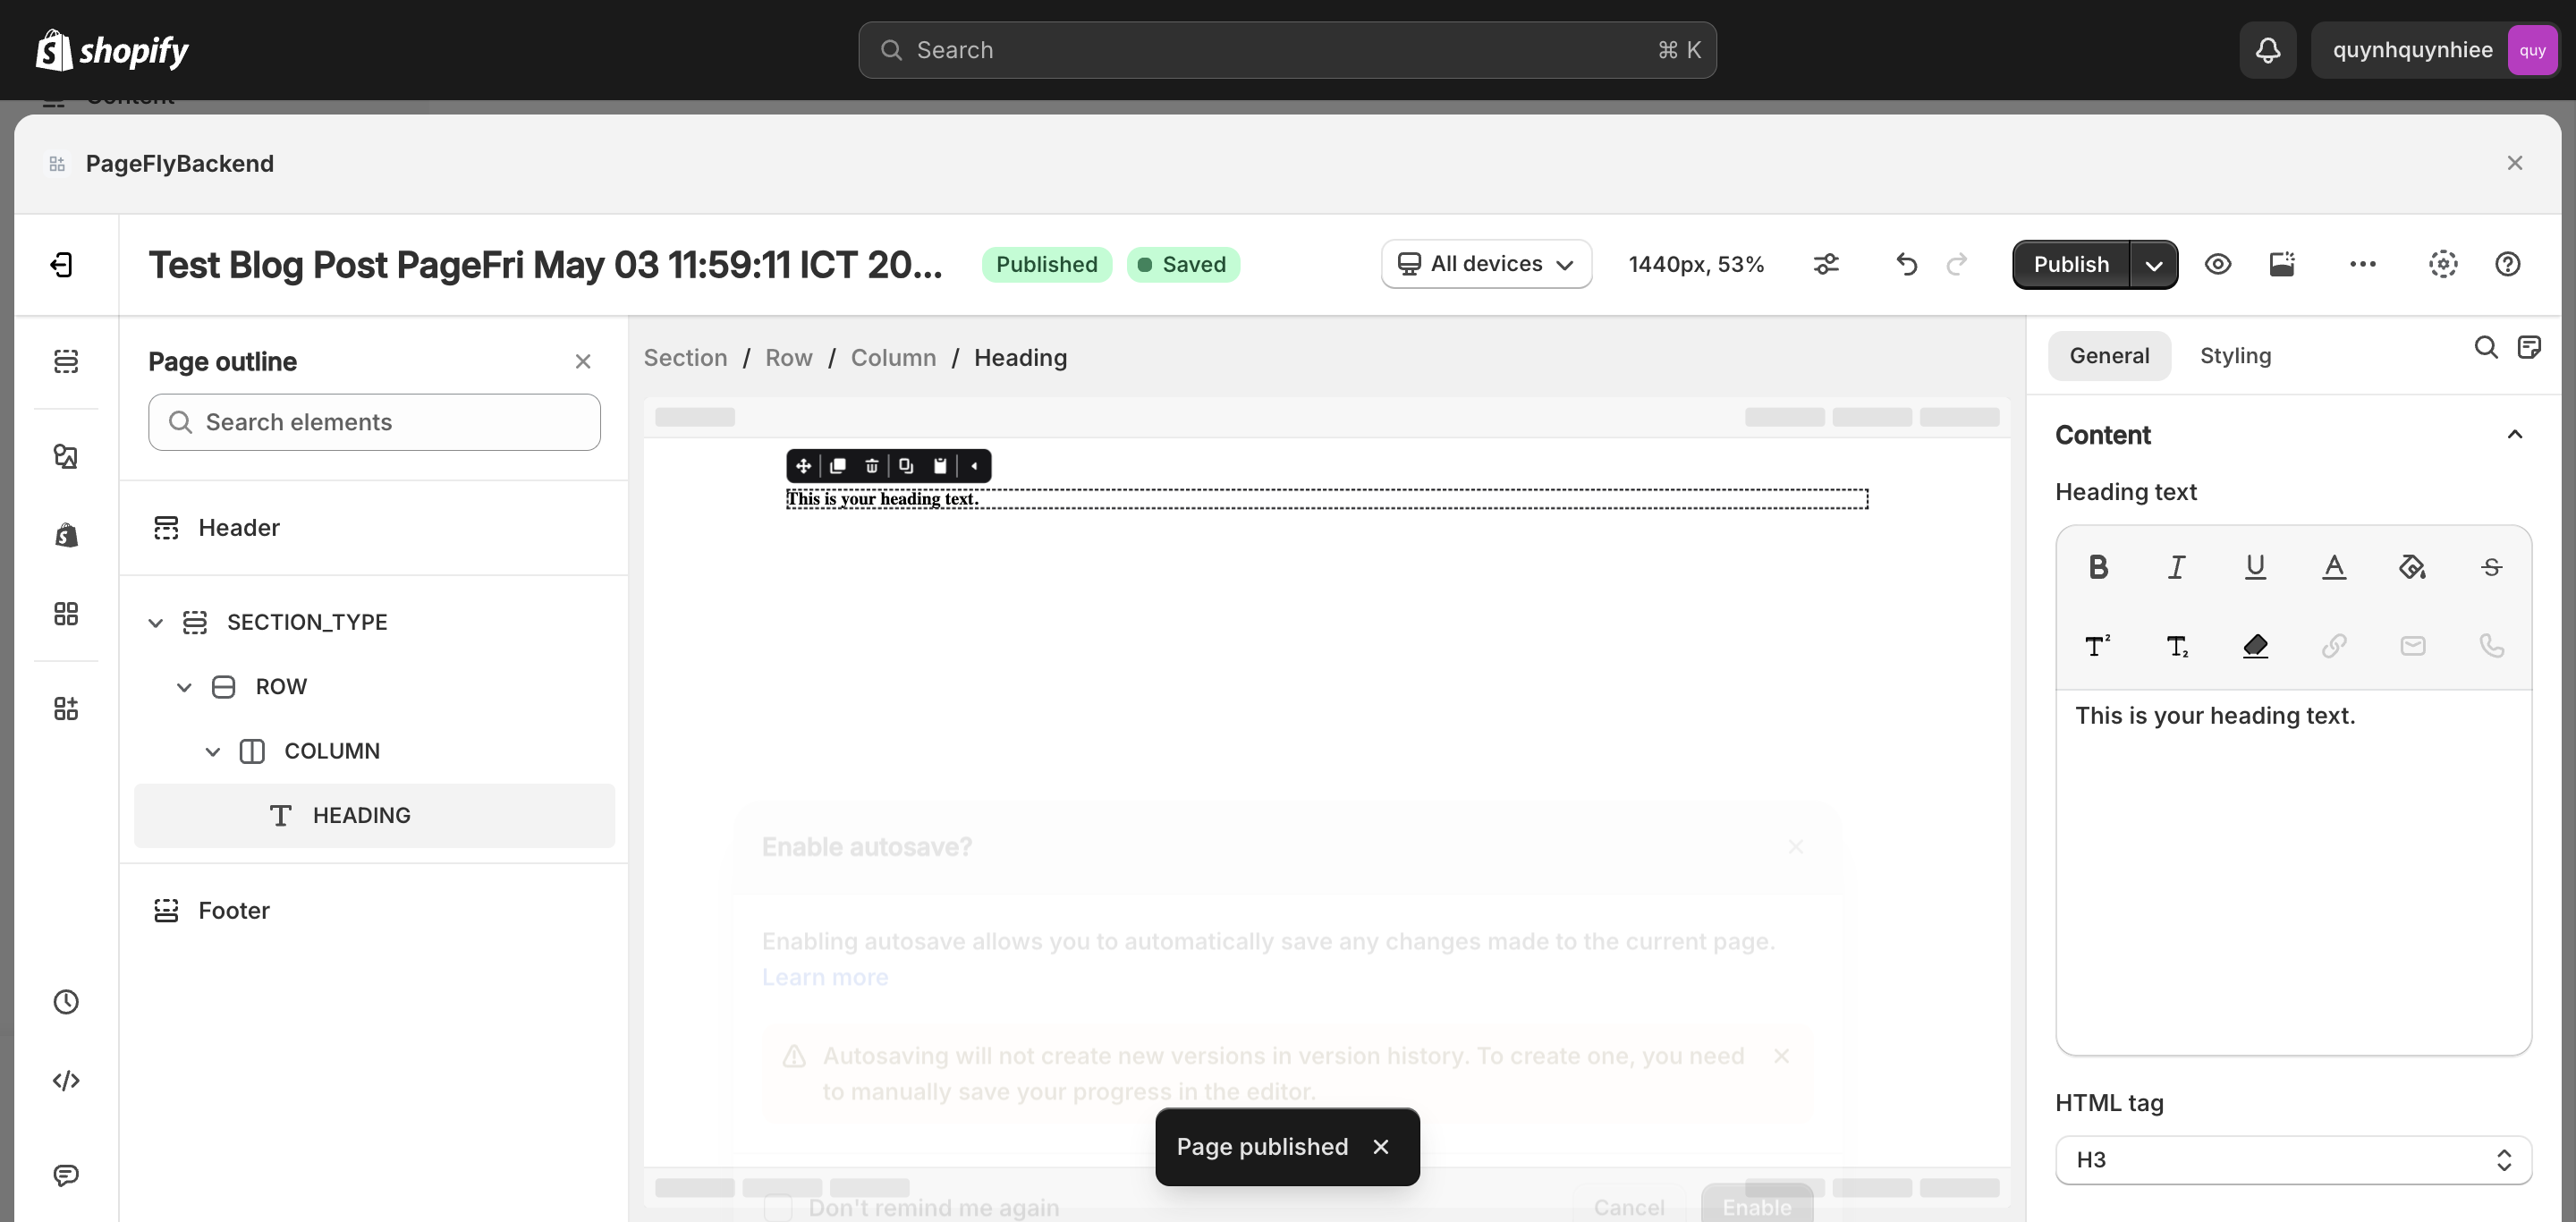 shopify
Search
⌘ K
quynhquynhiee
quy
Content
PageFlyBackend
Test Blog Post PageFri May 03 11:59:11 ICT 20...
Published
Saved
All devices
1440px, 53%
Publish
Page outline
Search elements
Header
SECTION_TYPE
ROW
COLUMN
HEADING
Footer
Section / Row / Column / Heading
This is your heading text.
Enable autosave?
Enabling autosave allows you to automatically save any changes made to the current page.
Learn more
Autosaving will not create new versions in version history. To create one, you need
to manually save your progress in the editor.
Page published
Don't remind me again
Cancel
Enable
General
Styling
Content
Heading text
This is your heading text.
HTML tag
H3